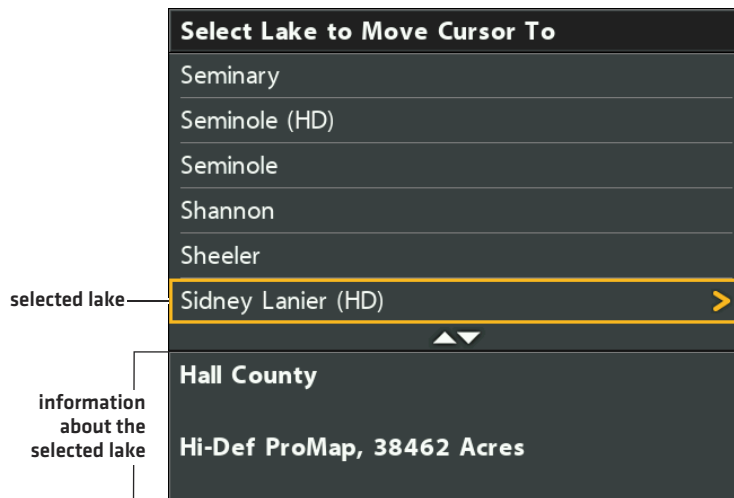 Select Lake to Move Cursor To
Seminary
Seminole (HD)
Seminole
Shannon
Sheeler
selected lake
Sidney Lanier (HD)
Hall County
information
about the
selected lake
Hi-Def ProMap, 38462 Acres